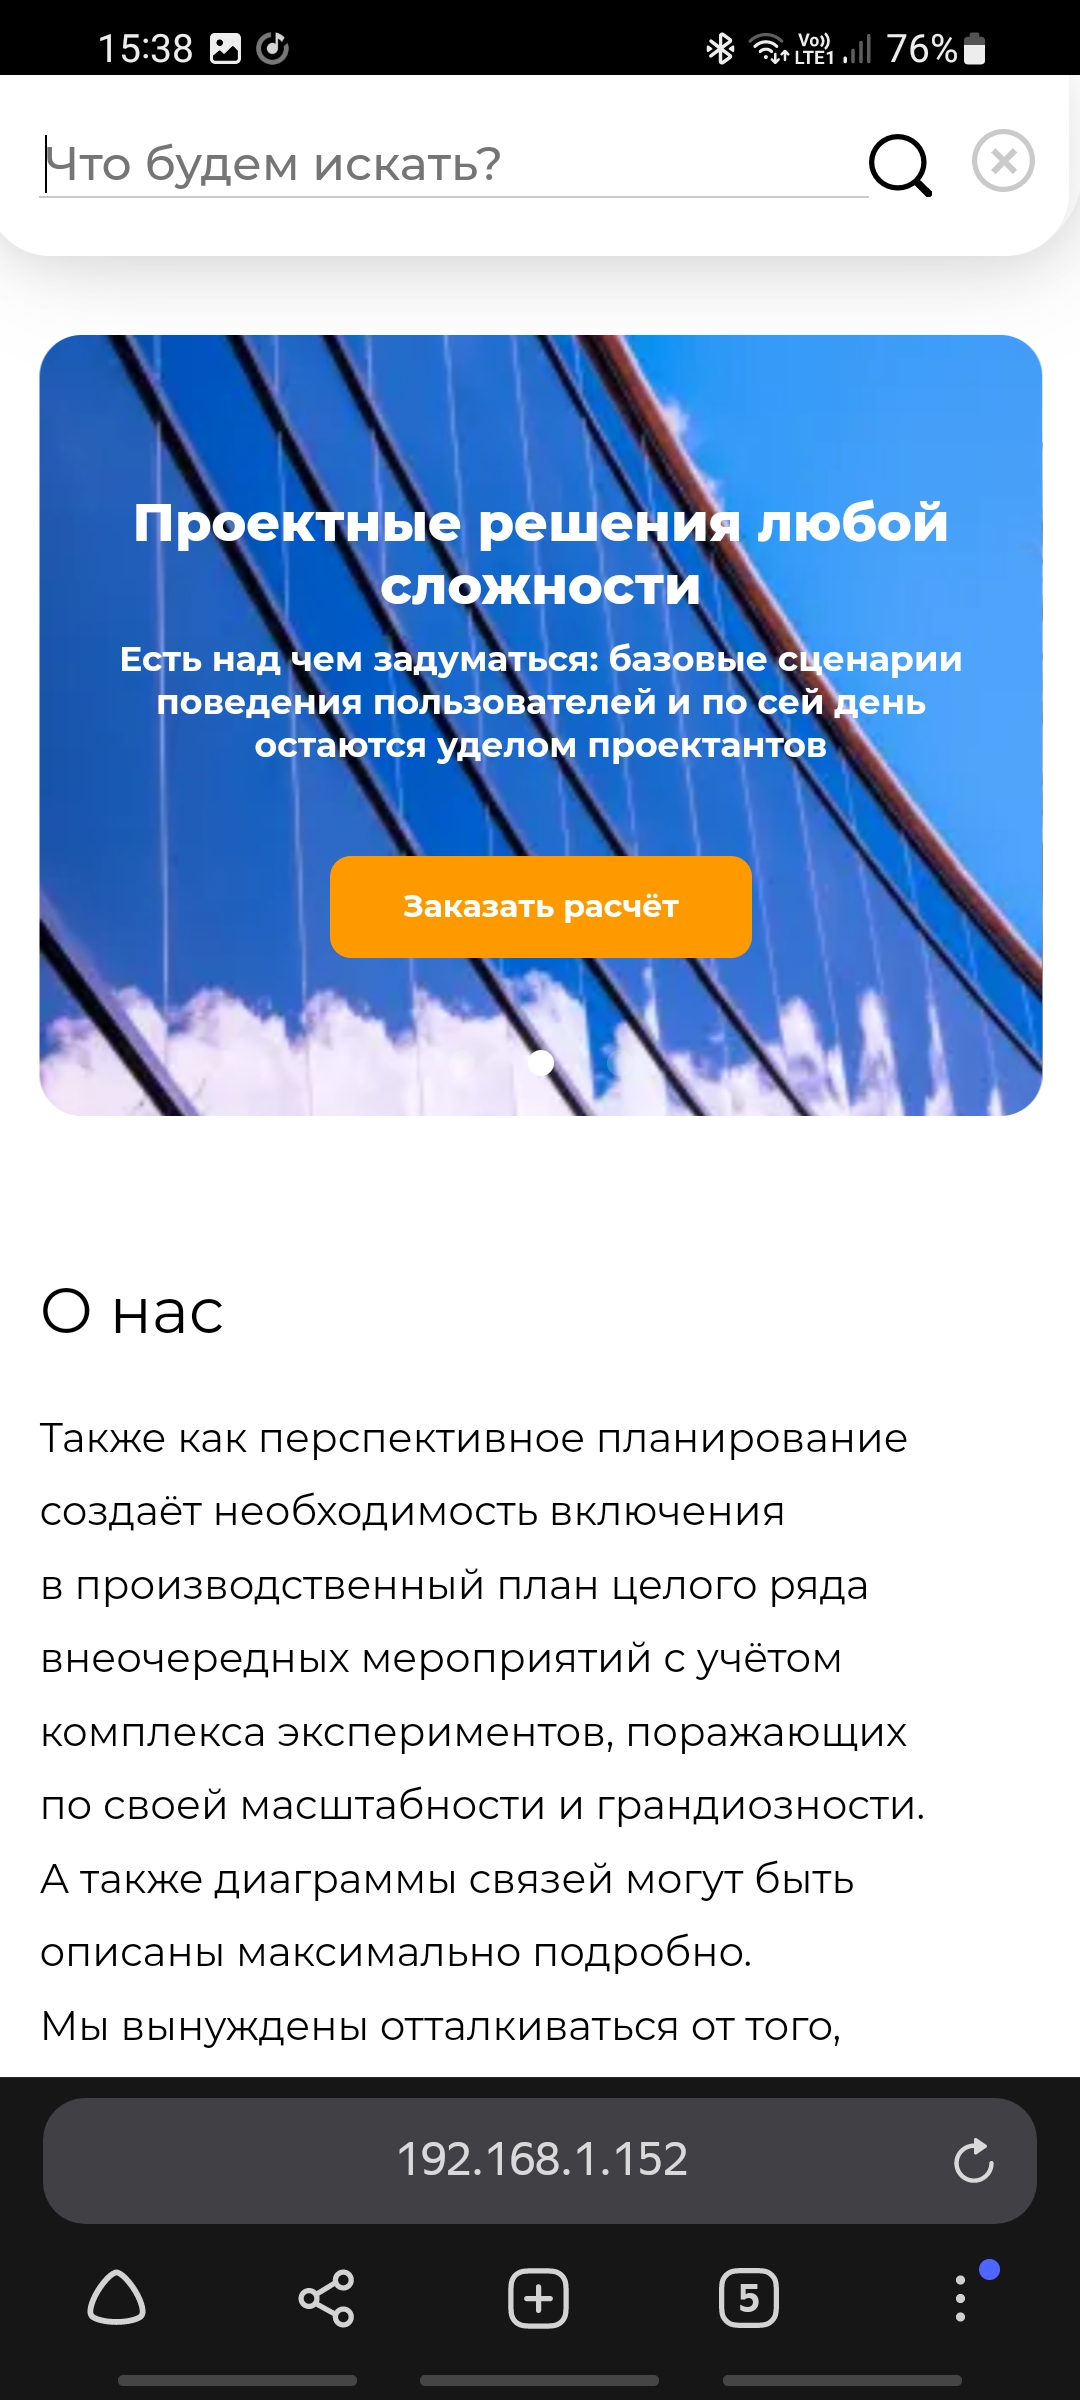 15:38
Vo)) LTE1 76%
Что будем искать?
Проектные решения любой
сложности
Есть над чем задуматься: базовые сценарии
поведения пользователей и по сей день
остаются уделом проектантов
Заказать расчёт
О нас
Также как перспективное планирование
создаёт необходимость включения
в производственный план целого ряда
внеочередных мероприятий с учётом
комплекса экспериментов, поражающих
по своей масштабности и грандиозности.
А также диаграммы связей могут быть
описаны максимально подробно.
Мы вынуждены отталкиваться от того,
192.168.1.152
5